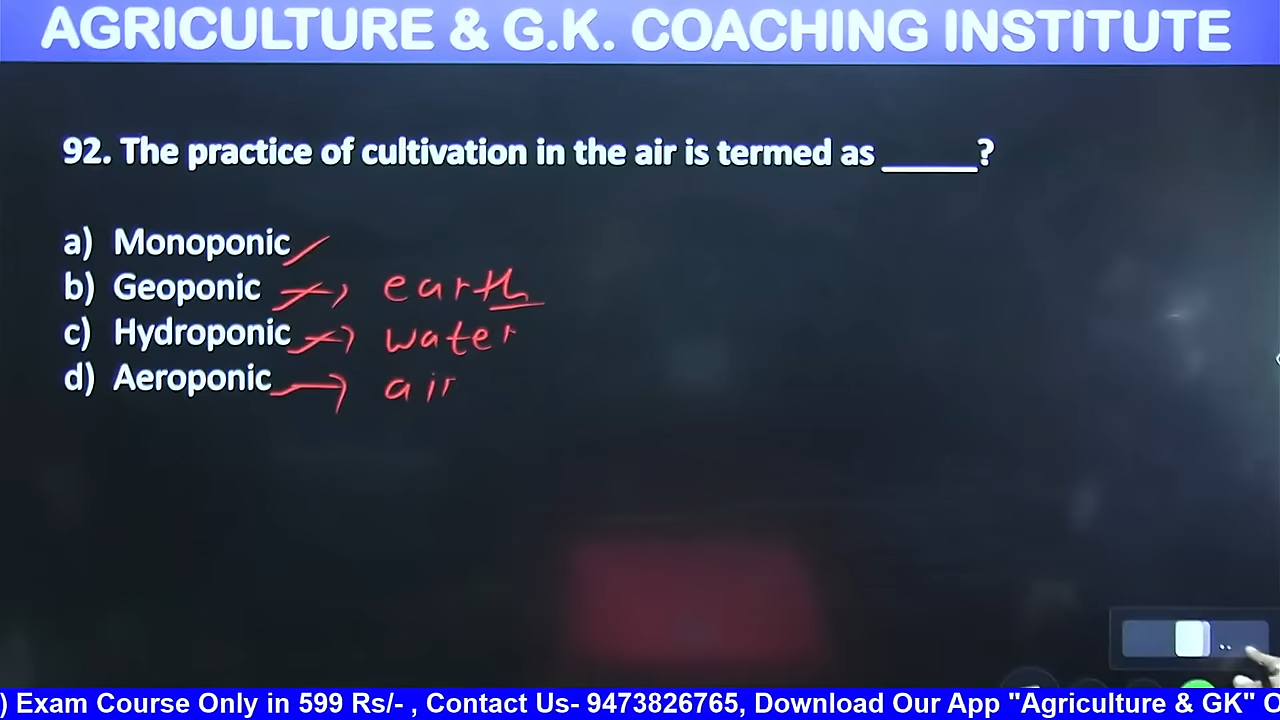 AGRICULTURE & G.K. COACHING INSTITUTE
92. The practice of cultivation in the air is termed as ______?
a) Monoponic
b) Geoponic → earth
c) Hydroponic → water
d) Aeroponic → air
) Exam Course Only in 599 Rs/- , Contact Us- 9473826765, Download Our App "Agriculture & GK" C